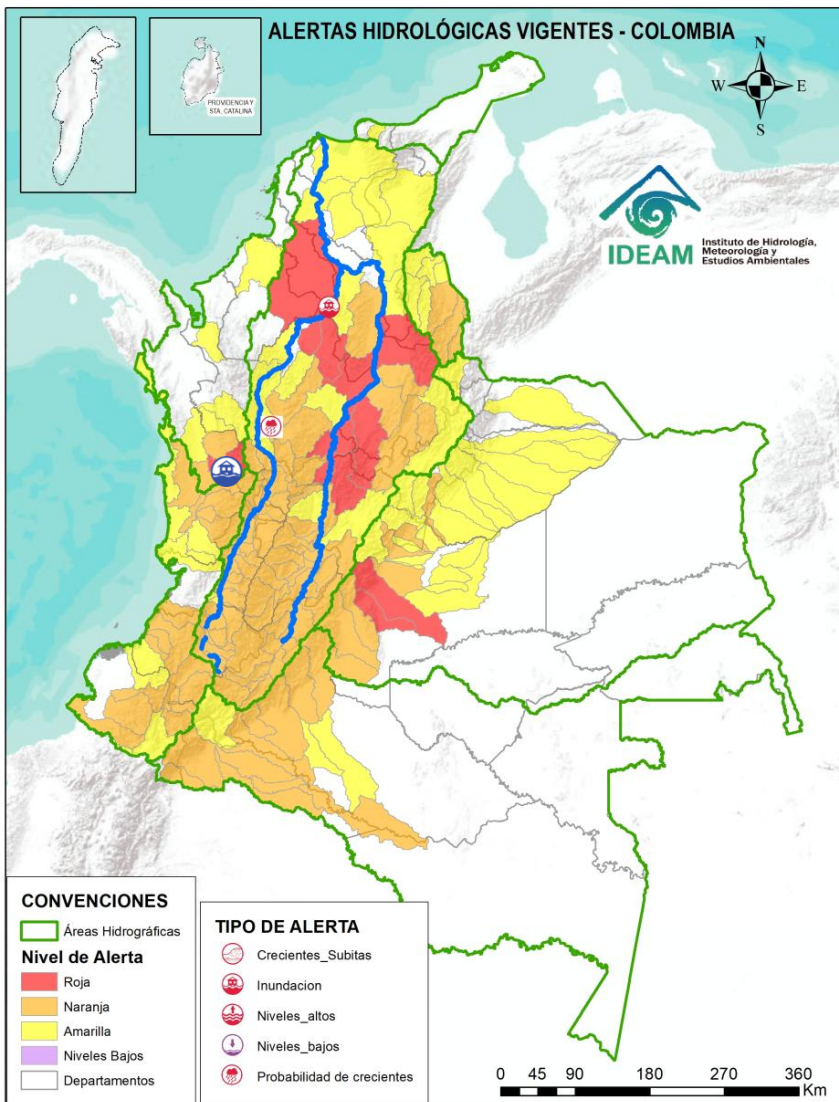 ALERTAS HIDROLÓGICAS VIGENTES - COLOMBIA
PROVIDENCIA Y
STA. CATALINA
N
W E
S
IDEAM
Instituto de Hidrología,
Meteorología y
Estudios Ambientales
CONVENCIONES
Áreas Hidrográficas
Nivel de Alerta
Roja
Naranja
Amarilla
Niveles Bajos
Departamentos
TIPO DE ALERTA
Crecientes_Subitas
Inundacion
Niveles_altos
Niveles_bajos
Probabilidad de crecientes
0 45 90 180 270 360
Km